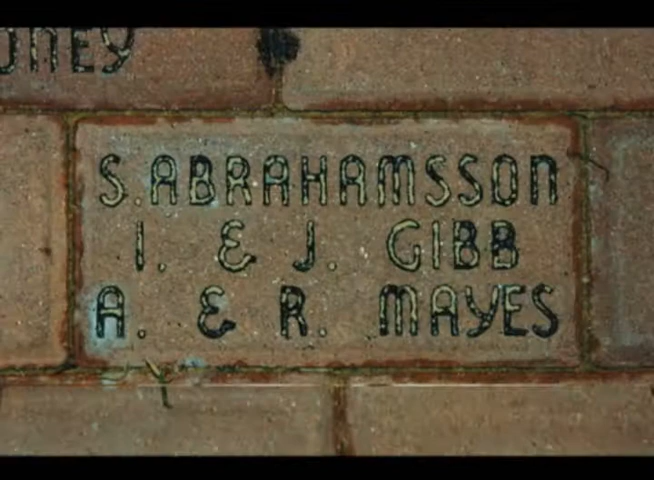 S. ABRAHAMSSON
I. & J. GIBB
A. & R. MAYES